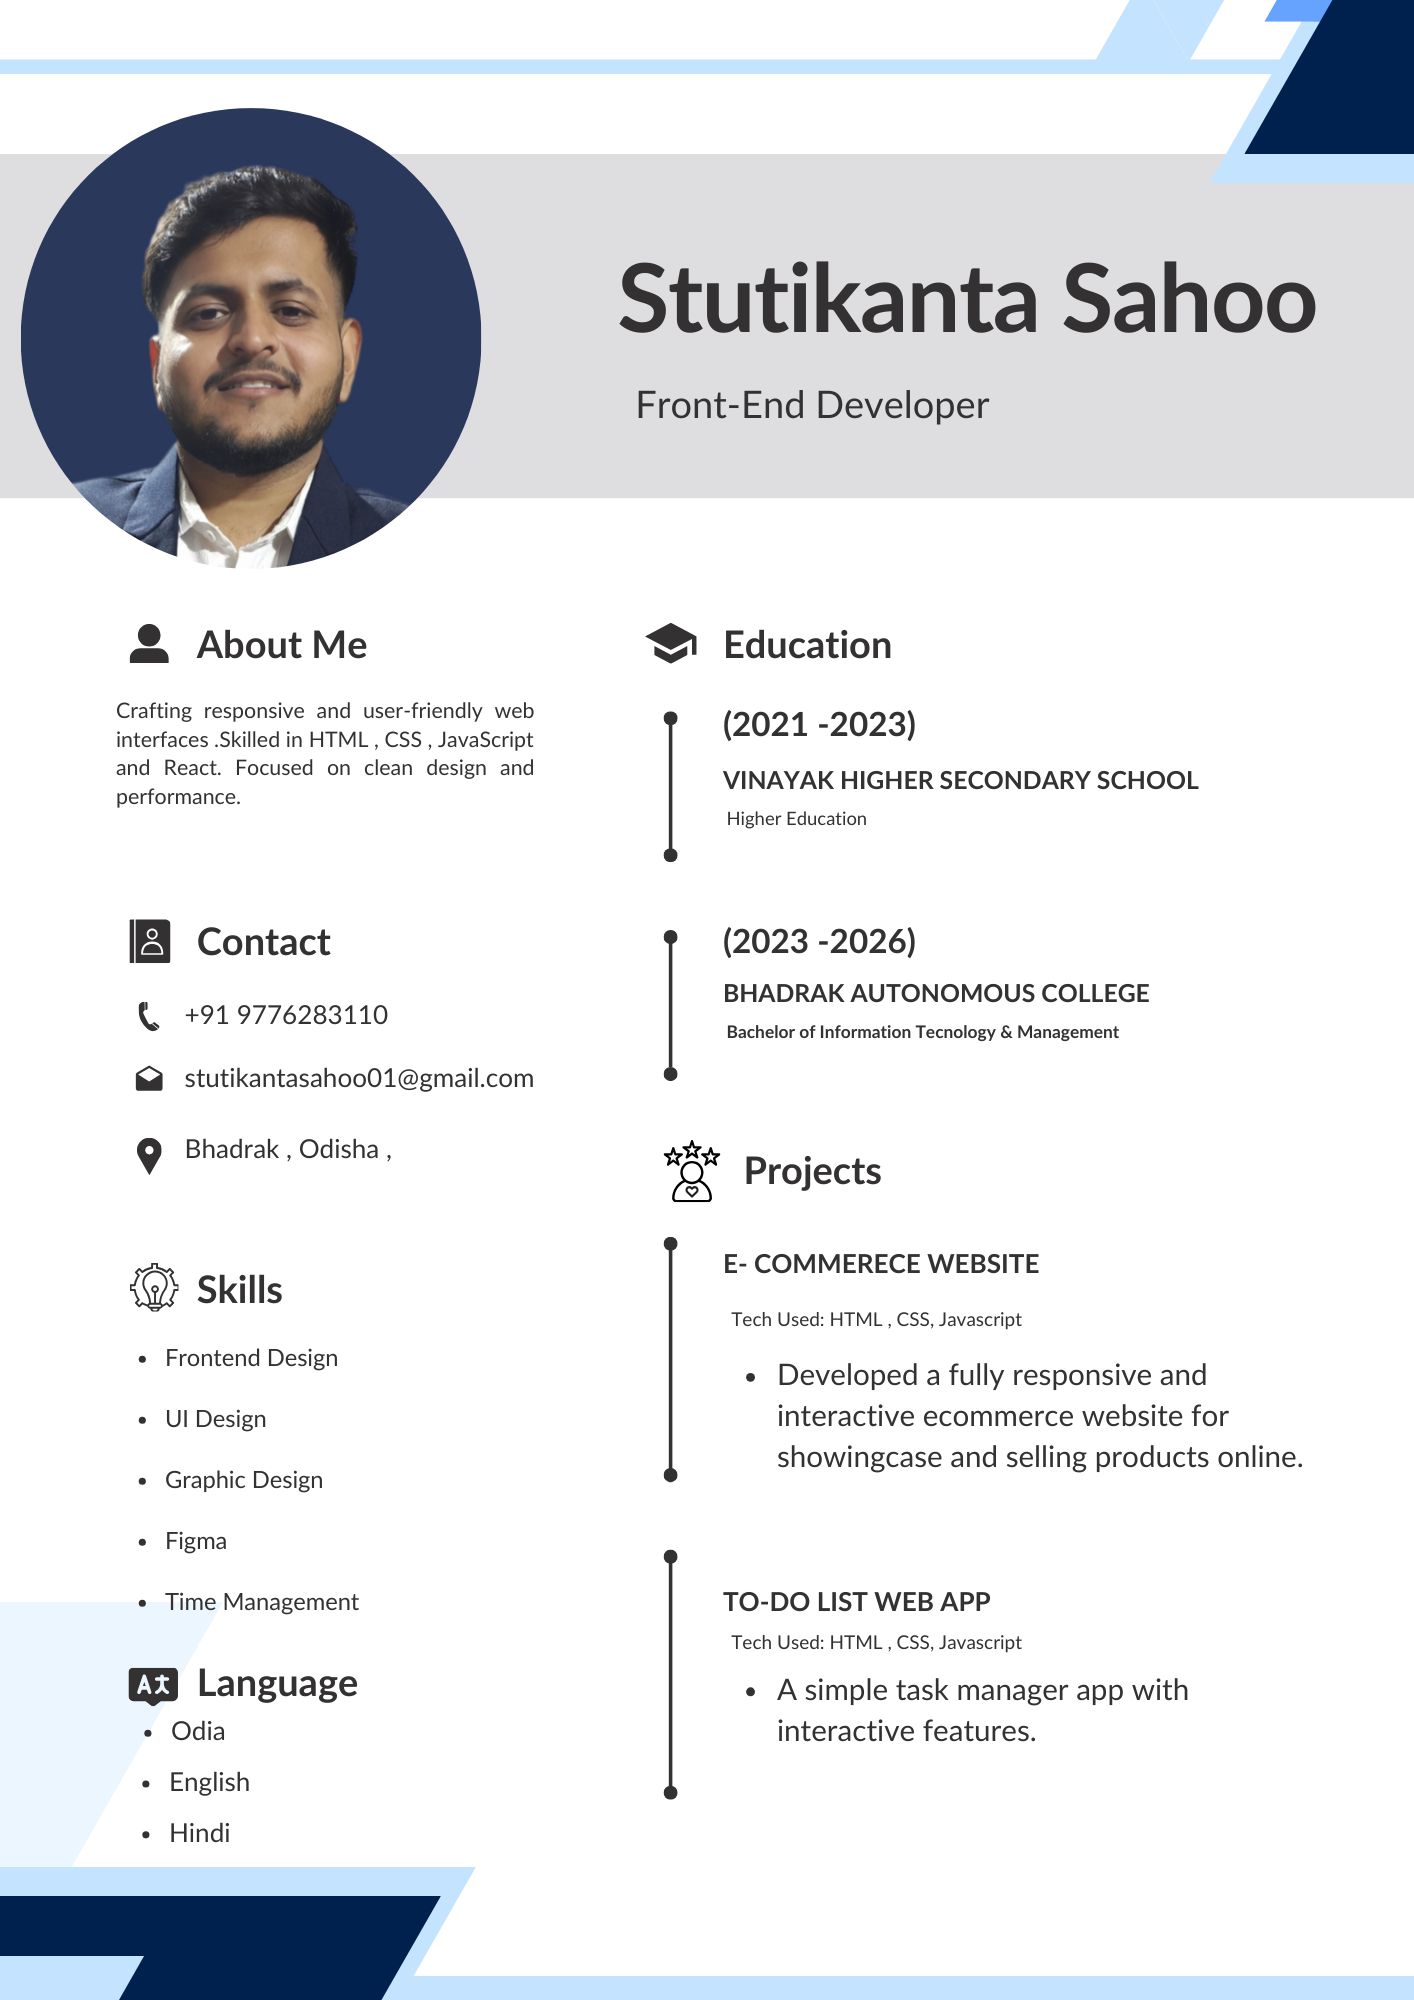 Stutikanta Sahoo
Front-End Developer
About Me
Crafting responsive and user-friendly web
interfaces .Skilled in HTML , CSS , JavaScript
and React. Focused on clean design and
performance.
Contact
+91 9776283110
stutikantasahoo01@gmail.com
Bhadrak , Odisha ,
Skills
• Frontend Design
• UI Design
• Graphic Design
• Figma
• Time Management
Language
• Odia
• English
• Hindi
Education
(2021 -2023)
VINAYAK HIGHER SECONDARY SCHOOL
Higher Education
(2023 -2026)
BHADRAK AUTONOMOUS COLLEGE
Bachelor of Information Tecnology & Management
Projects
E- COMMERECE WEBSITE
Tech Used: HTML , CSS, Javascript
• Developed a fully responsive and
interactive ecommerce website for
showingcase and selling products online.
TO-DO LIST WEB APP
Tech Used: HTML , CSS, Javascript
• A simple task manager app with
interactive features.